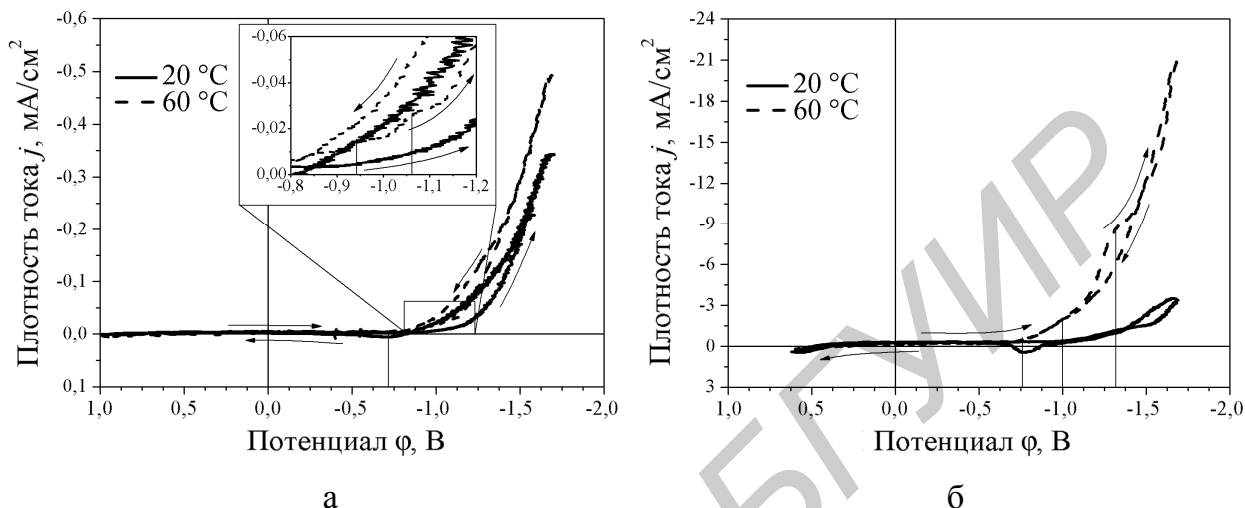 -0,6
-0,5
-0,4
-0,3
-0,2
-0,1
0,0
0,1
Плотность тока j, мА/см²
20 °C
60 °C
-0,06
-0,04
-0,02
0,00
-0,8 -0,9 -1,0 -1,1 -1,2
1,0 0,5 0,0 -0,5 -1,0 -1,5 -2,0
Потенциал φ, В
а
-24
-21
-18
-15
-12
-9
-6
-3
0
3
Плотность тока j, мА/см²
20 °C
60 °C
1,0 0,5 0,0 -0,5 -1,0 -1,5 -2,0
Потенциал φ, В
б
БГУИР